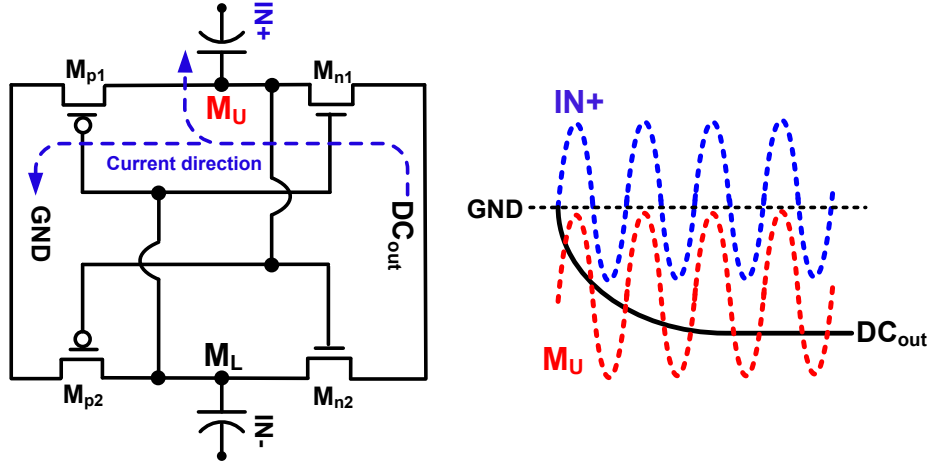 IN+
Mp1
Mn1
MU
Current direction
GND
DCout
ML
Mp2
Mn2
IN-
IN+
GND
DCout
MU